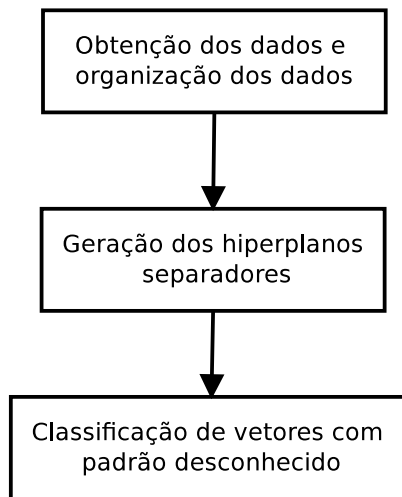 Obtenção dos dados e
organização dos dados
Geração dos hiperplanos
separadores
Classificação de vetores com
padrão desconhecido